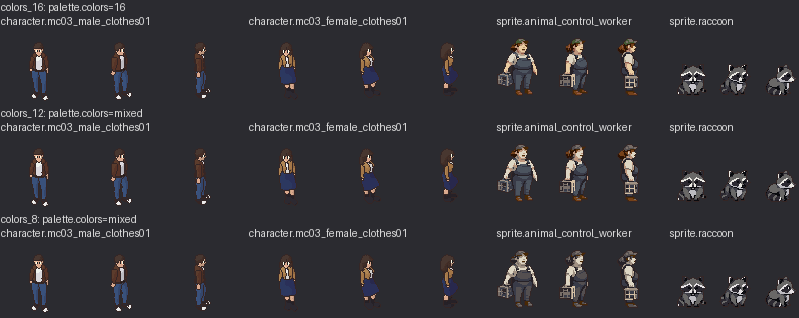 colors_16: palette.colors=16
character.mc03_male_clothes01 character.mc03_female_clothes01 sprite.animal_control_worker sprite.raccoon
colors_12: palette.colors=mixed
character.mc03_male_clothes01 character.mc03_female_clothes01 sprite.animal_control_worker sprite.raccoon
colors_8: palette.colors=mixed
character.mc03_male_clothes01 character.mc03_female_clothes01 sprite.animal_control_worker sprite.raccoon